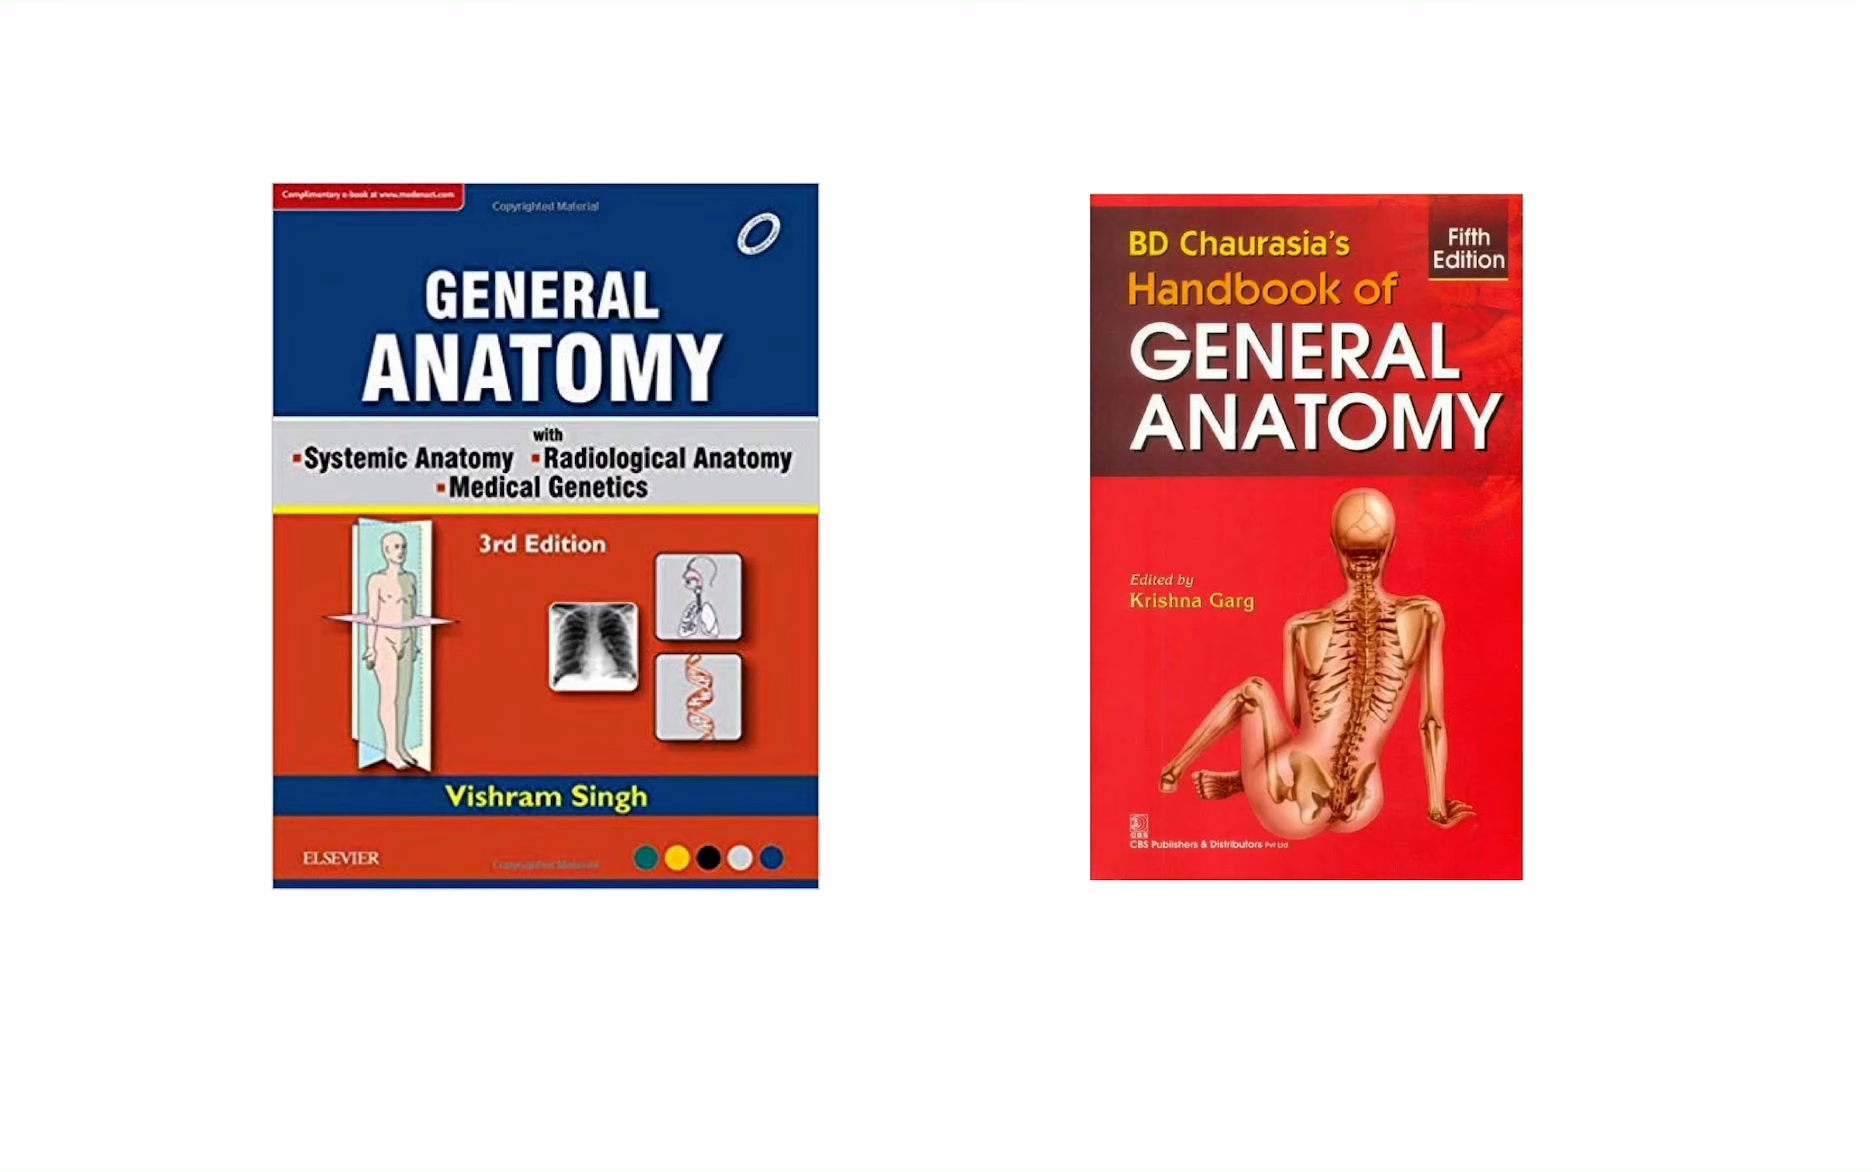 Complimentary e-book at www.medenact.com
Copyrighted Material
GENERAL
ANATOMY
with
▪Systemic Anatomy ▪Radiological Anatomy
▪Medical Genetics
3rd Edition
Vishram Singh
ELSEVIER
Copyrighted Material
BD Chaurasia's
Handbook of
Fifth
Edition
GENERAL
ANATOMY
Edited by
Krishna Garg
CBS
CBS Publishers & Distributors Pvt Ltd